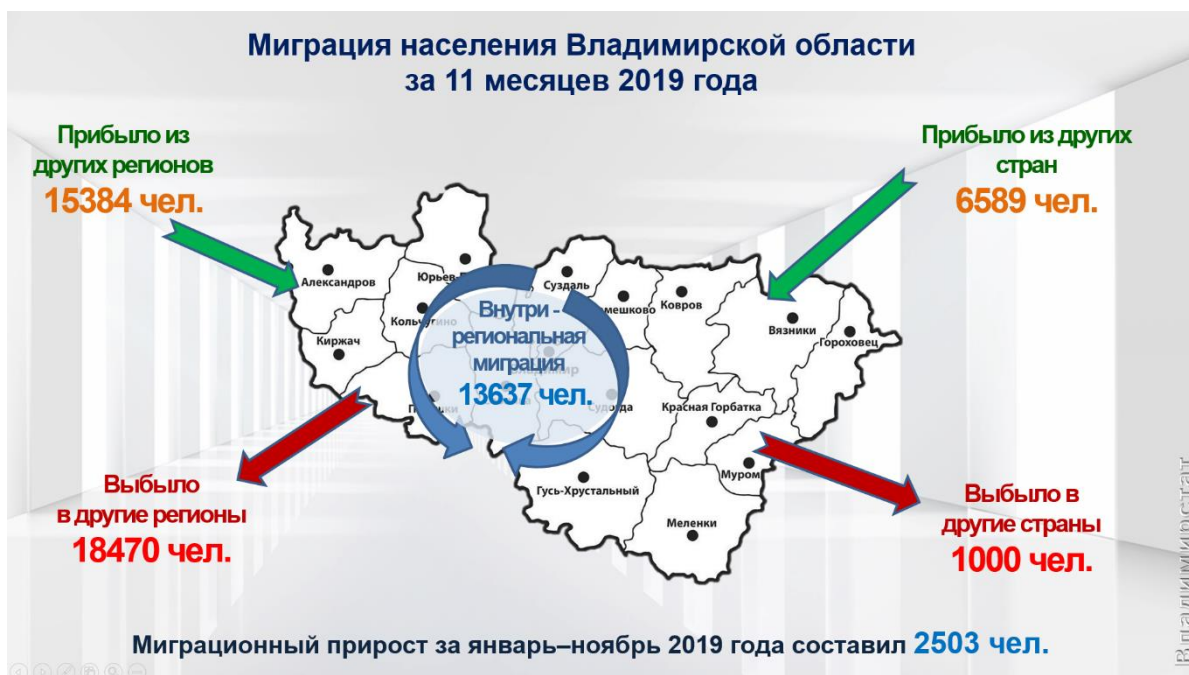 Миграция населения Владимирской области
за 11 месяцев 2019 года
Прибыло из
других регионов
15384 чел.
Прибыло из других
стран
6589 чел.
Александров
Суздаль
Ковров
Вязники
Гороховец
Киржач
Внутри -
региональная
миграция
13637 чел.
Красная Горбатка
Муром
Гусь-Хрустальный
Меленки
Выбыло
в другие регионы
18470 чел.
Выбыло в
другие страны
1000 чел.
Владимирстат
Миграционный прирост за январь–ноябрь 2019 года составил 2503 чел.